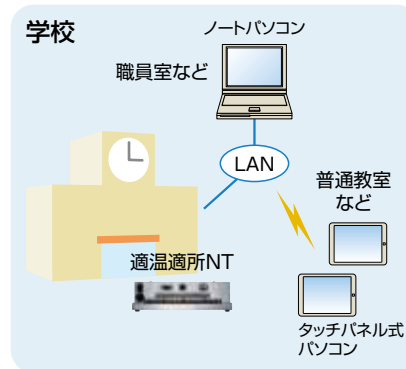 学校
ノートパソコン
職員室など
LAN
普通教室
など
適温適所NT
タッチパネル式
パソコン